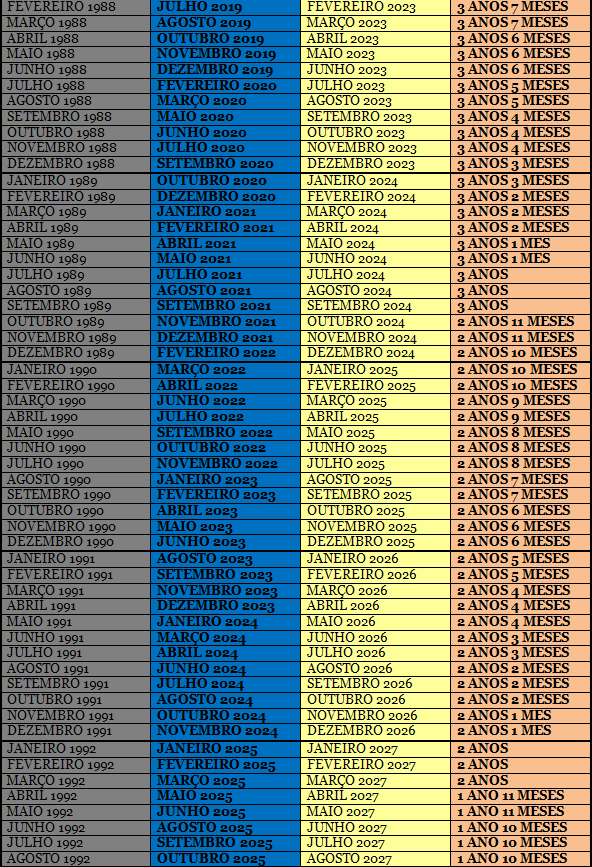 FEVEREIRO 1988 JULHO 2019 FEVEREIRO 2023 3 ANOS 7 MESES
MARÇO 1988 AGOSTO 2019 MARÇO 2023 3 ANOS 7 MESES
ABRIL 1988 OUTUBRO 2019 ABRIL 2023 3 ANOS 6 MESES
MAIO 1988 NOVEMBRO 2019 MAIO 2023 3 ANOS 6 MESES
JUNHO 1988 DEZEMBRO 2019 JUNHO 2023 3 ANOS 6 MESES
JULHO 1988 FEVEREIRO 2020 JULHO 2023 3 ANOS 5 MESES
AGOSTO 1988 MARÇO 2020 AGOSTO 2023 3 ANOS 5 MESES
SETEMBRO 1988 MAIO 2020 SETEMBRO 2023 3 ANOS 4 MESES
OUTUBRO 1988 JUNHO 2020 OUTUBRO 2023 3 ANOS 4 MESES
NOVEMBRO 1988 JULHO 2020 NOVEMBRO 2023 3 ANOS 4 MESES
DEZEMBRO 1988 SETEMBRO 2020 DEZEMBRO 2023 3 ANOS 3 MESES
JANEIRO 1989 OUTUBRO 2020 JANEIRO 2024 3 ANOS 3 MESES
FEVEREIRO 1989 DEZEMBRO 2020 FEVEREIRO 2024 3 ANOS 2 MESES
MARÇO 1989 JANEIRO 2021 MARÇO 2024 3 ANOS 2 MESES
ABRIL 1989 FEVEREIRO 2021 ABRIL 2024 3 ANOS 2 MESES
MAIO 1989 ABRIL 2021 MAIO 2024 3 ANOS 1 MES
JUNHO 1989 MAIO 2021 JUNHO 2024 3 ANOS 1 MES
JULHO 1989 JULHO 2021 JULHO 2024 3 ANOS
AGOSTO 1989 AGOSTO 2021 AGOSTO 2024 3 ANOS
SETEMBRO 1989 SETEMBRO 2021 SETEMBRO 2024 3 ANOS
OUTUBRO 1989 NOVEMBRO 2021 OUTUBRO 2024 2 ANOS 11 MESES
NOVEMBRO 1989 DEZEMBRO 2021 NOVEMBRO 2024 2 ANOS 11 MESES
DEZEMBRO 1989 FEVEREIRO 2022 DEZEMBRO 2024 2 ANOS 10 MESES
JANEIRO 1990 MARÇO 2022 JANEIRO 2025 2 ANOS 10 MESES
FEVEREIRO 1990 ABRIL 2022 FEVEREIRO 2025 2 ANOS 10 MESES
MARÇO 1990 JUNHO 2022 MARÇO 2025 2 ANOS 9 MESES
ABRIL 1990 JULHO 2022 ABRIL 2025 2 ANOS 9 MESES
MAIO 1990 SETEMBRO 2022 MAIO 2025 2 ANOS 8 MESES
JUNHO 1990 OUTUBRO 2022 JUNHO 2025 2 ANOS 8 MESES
JULHO 1990 NOVEMBRO 2022 JULHO 2025 2 ANOS 8 MESES
AGOSTO 1990 JANEIRO 2023 AGOSTO 2025 2 ANOS 7 MESES
SETEMBRO 1990 FEVEREIRO 2023 SETEMBRO 2025 2 ANOS 7 MESES
OUTUBRO 1990 ABRIL 2023 OUTUBRO 2025 2 ANOS 6 MESES
NOVEMBRO 1990 MAIO 2023 NOVEMBRO 2025 2 ANOS 6 MESES
DEZEMBRO 1990 JUNHO 2023 DEZEMBRO 2025 2 ANOS 6 MESES
JANEIRO 1991 AGOSTO 2023 JANEIRO 2026 2 ANOS 5 MESES
FEVEREIRO 1991 SETEMBRO 2023 FEVEREIRO 2026 2 ANOS 5 MESES
MARÇO 1991 NOVEMBRO 2023 MARÇO 2026 2 ANOS 4 MESES
ABRIL 1991 DEZEMBRO 2023 ABRIL 2026 2 ANOS 4 MESES
MAIO 1991 JANEIRO 2024 MAIO 2026 2 ANOS 4 MESES
JUNHO 1991 MARÇO 2024 JUNHO 2026 2 ANOS 3 MESES
JULHO 1991 ABRIL 2024 JULHO 2026 2 ANOS 3 MESES
AGOSTO 1991 JUNHO 2024 AGOSTO 2026 2 ANOS 2 MESES
SETEMBRO 1991 JULHO 2024 SETEMBRO 2026 2 ANOS 2 MESES
OUTUBRO 1991 AGOSTO 2024 OUTUBRO 2026 2 ANOS 2 MESES
NOVEMBRO 1991 OUTUBRO 2024 NOVEMBRO 2026 2 ANOS 1 MES
DEZEMBRO 1991 NOVEMBRO 2024 DEZEMBRO 2026 2 ANOS 1 MES
JANEIRO 1992 JANEIRO 2025 JANEIRO 2027 2 ANOS
FEVEREIRO 1992 FEVEREIRO 2025 FEVEREIRO 2027 2 ANOS
MARÇO 1992 MARÇO 2025 MARÇO 2027 2 ANOS
ABRIL 1992 MAIO 2025 ABRIL 2027 1 ANO 11 MESES
MAIO 1992 JUNHO 2025 MAIO 2027 1 ANO 11 MESES
JUNHO 1992 AGOSTO 2025 JUNHO 2027 1 ANO 10 MESES
JULHO 1992 SETEMBRO 2025 JULHO 2027 1 ANO 10 MESES
AGOSTO 1992 OUTUBRO 2025 AGOSTO 2027 1 ANO 10 MESES